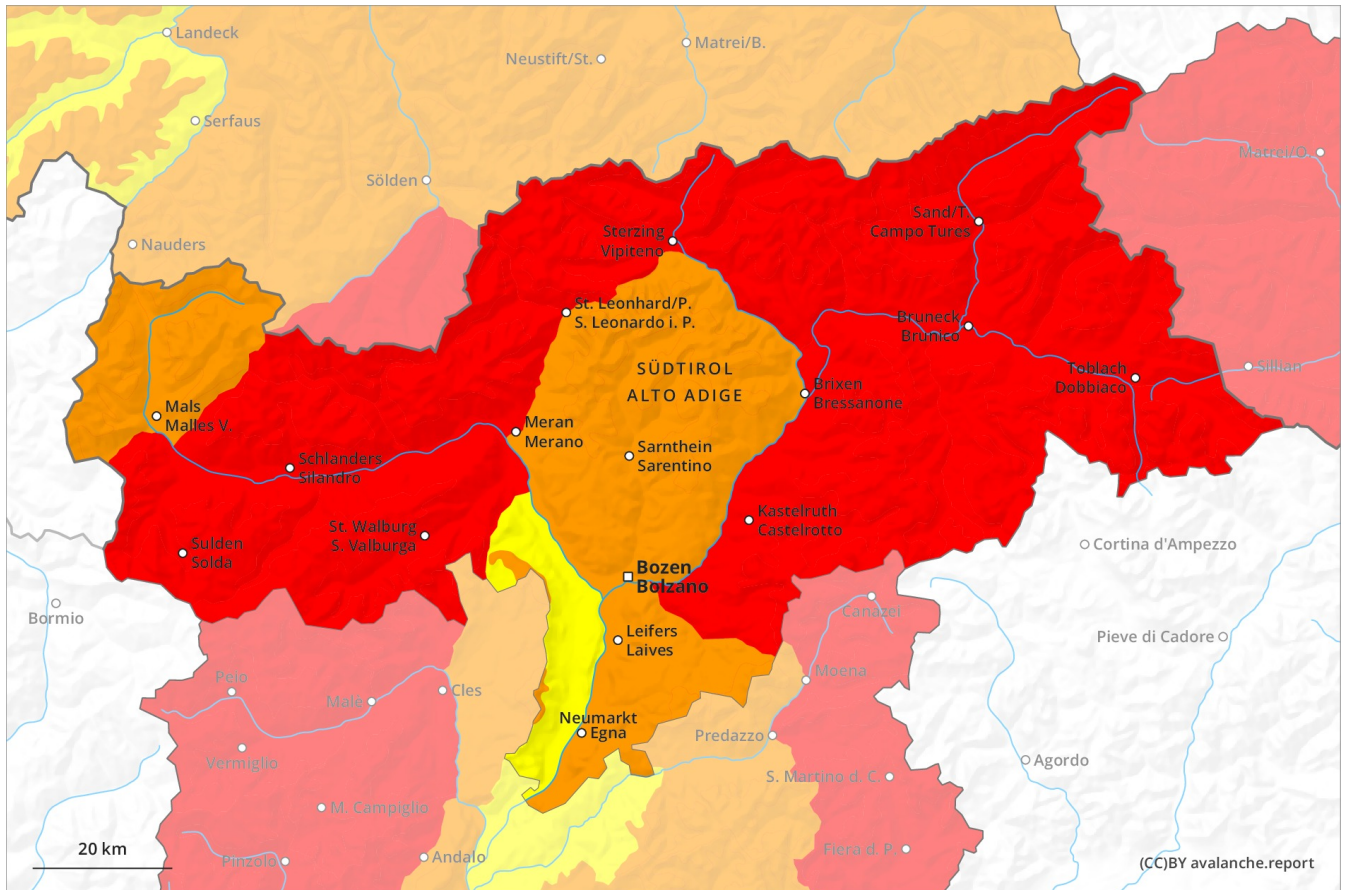 Landeck
Matrei/B.
Neustift/St.
Serfaus
Matrei/O.
Sölden
Sand/T.
Campo Tures
Nauders
Sterzing
Vipiteno
St. Leonhard/P.
S. Leonardo i. P.
Bruneck
Brunico
SÜDTIROL
ALTO ADIGE
Toblach
Dobbiaco
Sillian
Brixen
Bressanone
Mals
Malles V.
Meran
Merano
Sarnthein
Sarentino
Schlanders
Silandro
Kastelruth
Castelrotto
St. Walburg
S. Valburga
Sulden
Solda
Cortina d'Ampezzo
Bozen
Bolzano
Bormio
Canazei
Leifers
Laives
Pieve di Cadore
Moena
Peio
Malè
Cles
Neumarkt
Egna
Predazzo
Vermiglio
Agordo
S. Martino d. C.
M. Campiglio
20 km
Pinzolo
Andalo
Fiera d. P.
(CC)BY avalanche.report